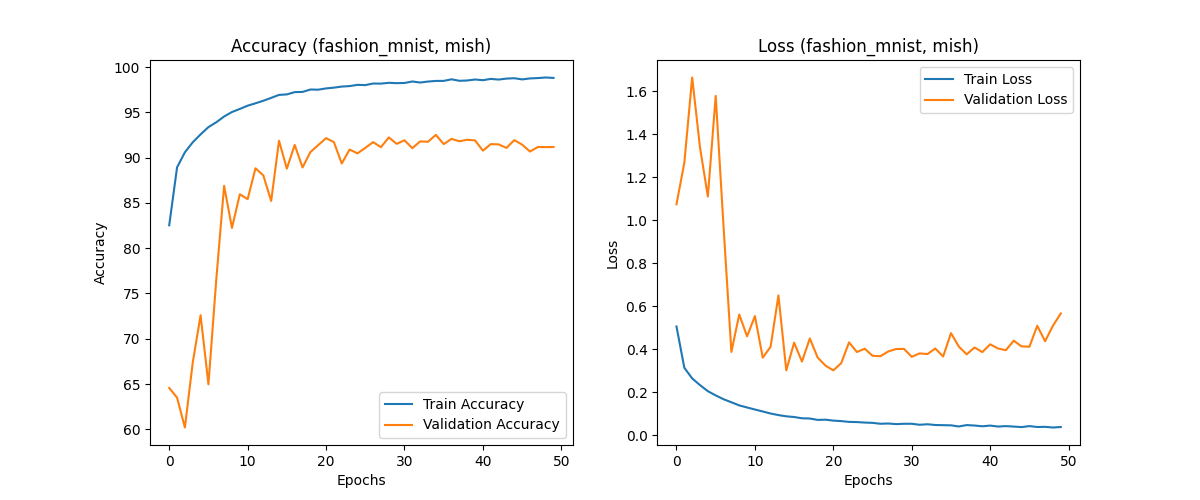 Accuracy (fashion_mnist, mish)
100
95
90
85
80
75
70
65
60
Accuracy
0 10 20 30 40 50
Epochs
Train Accuracy
Validation Accuracy
Loss (fashion_mnist, mish)
1.6
1.4
1.2
1.0
0.8
0.6
0.4
0.2
0.0
Loss
0 10 20 30 40 50
Epochs
Train Loss
Validation Loss